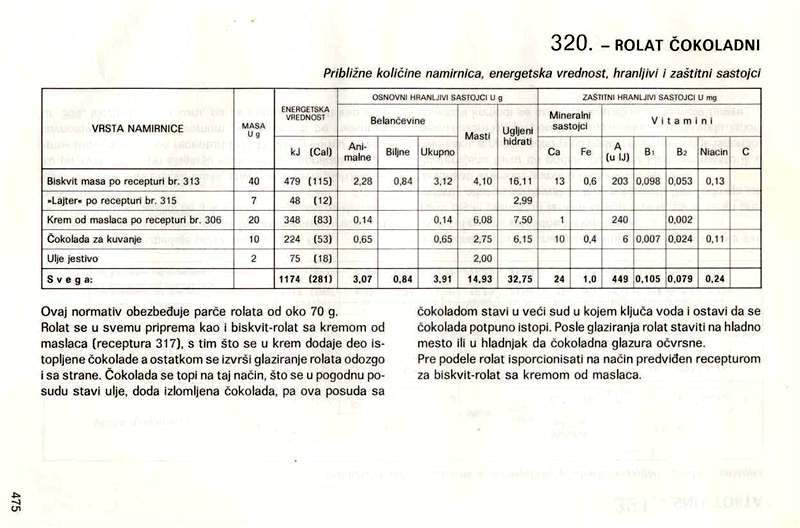 320. – ROLAT ČOKOLADNI
Približne količine namirnica, energetska vrednost, hranljivi i zaštitni sastojci
VRSTA NAMIRNICE MASA U g ENERGETSKA VREDNOST kJ (Cal) OSNOVNI HRANLJIVI SASTOJCI U g ZAŠTITNI HRANLJIVI SASTOJCI U mg
Belančevine Masti Ugljeni hidrati Mineralni sastojci Vitamini
Animalne Biljne Ukupno Ca Fe A (u IJ) B1 B2 Niacin C
Biskvit masa po recepturi br. 313 40 479 (115) 2,28 0,84 3,12 4,10 16,11 13 0,6 203 0,098 0,053 0,13
»Lajter« po recepturi br. 315 7 48 (12) 2,99
Krem od maslaca po recepturi br. 306 20 348 (83) 0,14 0,14 6,08 7,50 1 240 0,002
Čokolada za kuvanje 10 224 (53) 0,65 0,65 2,75 6,15 10 0,4 6 0,007 0,024 0,11
Ulje jestivo 2 75 (18) 2,00
Svega: 1174 (281) 3,07 0,84 3,91 14,93 32,75 24 1,0 449 0,105 0,079 0,24
Ovaj normativ obezbeđuje parče rolata od oko 70 g.
Rolat se u svemu priprema kao i biskvit-rolat sa kremom od
maslaca (receptura 317), s tim što se u krem dodaje deo is-
topljene čokolade a ostatkom se izvrši glaziranje rolata odozgo
i sa strane. Čokolada se topi na taj način, što se u pogodnu po-
sudu stavi ulje, doda izlomljena čokolada, pa ova posuda sa
čokoladom stavi u veći sud u kojem ključa voda i ostavi da se
čokolada potpuno istopi. Posle glaziranja rolat staviti na hladno
mesto ili u hladnjak da čokoladna glazura očvrsne.
Pre podele rolat isporcionisati na način predviđen recepturom
za biskvit-rolat sa kremom od maslaca.
475